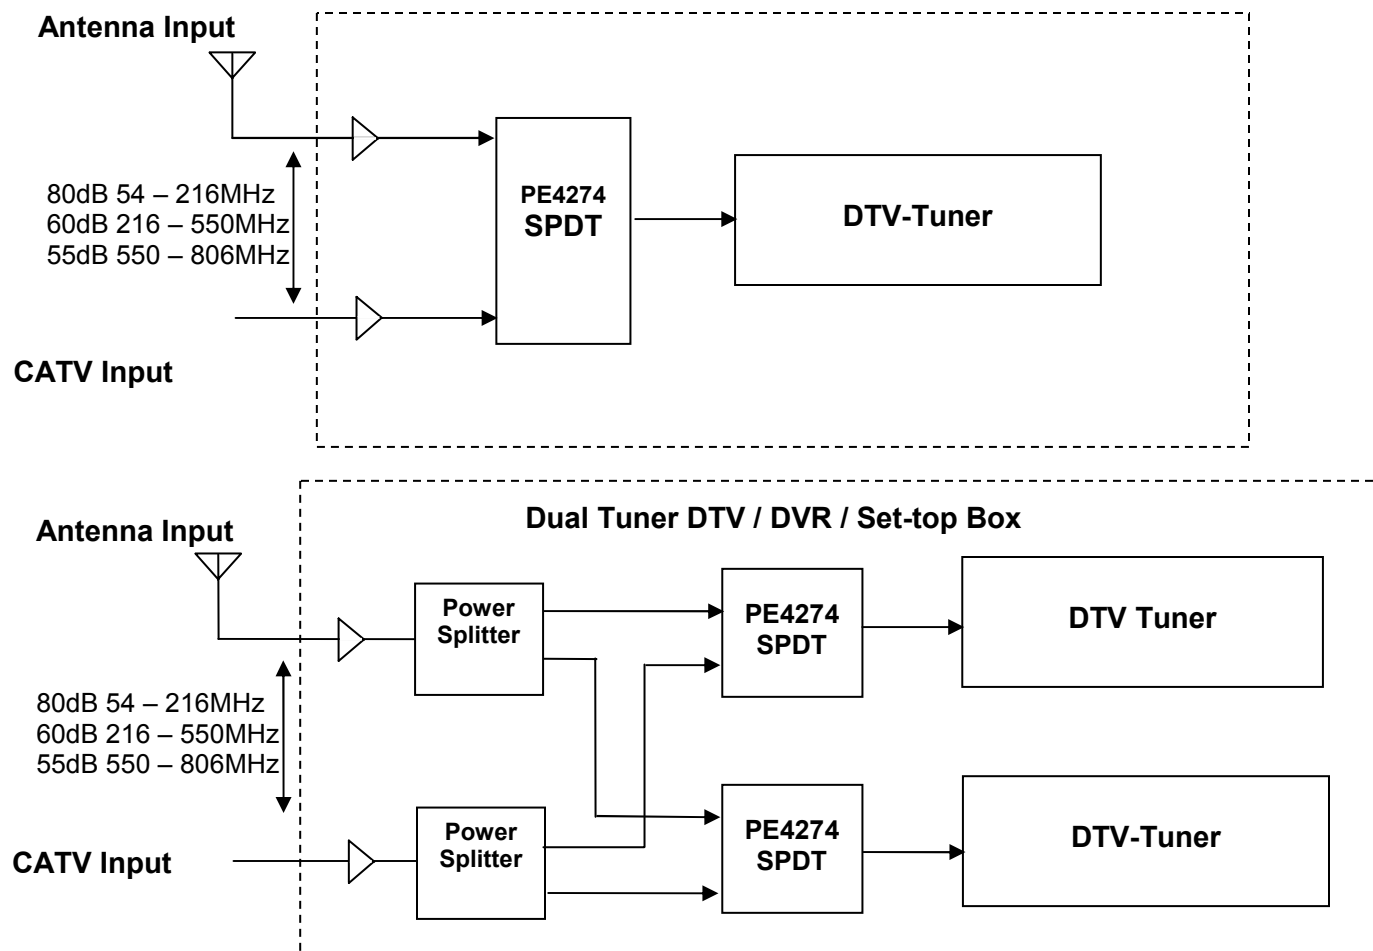 Antenna Input
80dB 54 – 216MHz
60dB 216 – 550MHz
55dB 550 – 806MHz
CATV Input
PE4274
SPDT
DTV-Tuner
Dual Tuner DTV / DVR / Set-top Box
Antenna Input
80dB 54 – 216MHz
60dB 216 – 550MHz
55dB 550 – 806MHz
CATV Input
Power
Splitter
Power
Splitter
PE4274
SPDT
PE4274
SPDT
DTV Tuner
DTV-Tuner